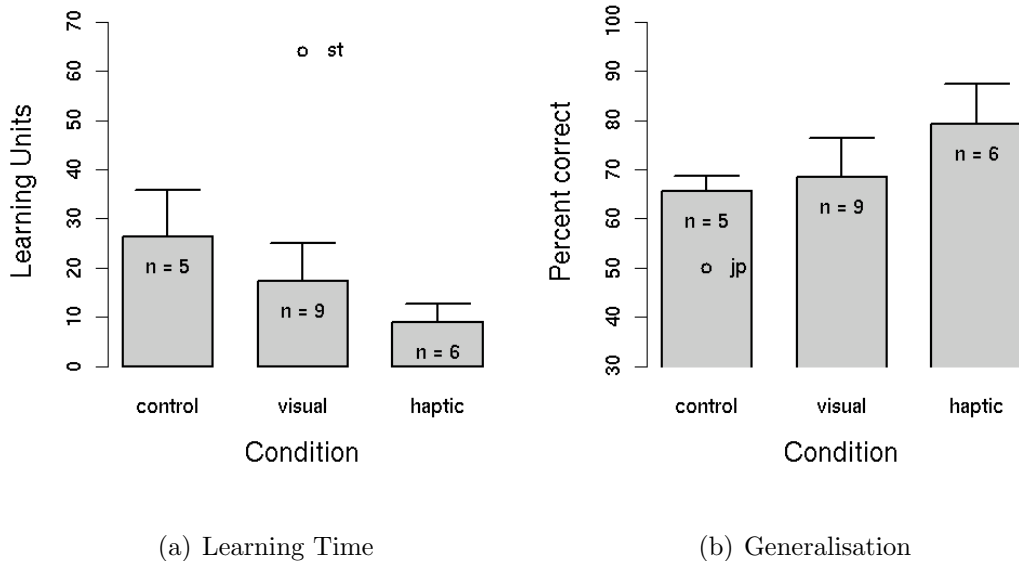 Learning Units
70
60
50
40
30
20
10
0
st
n = 5
n = 9
n = 6
control visual haptic
Condition
(a) Learning Time
Percent correct
100
90
80
70
60
50
40
30
n = 5
n = 9
n = 6
jp
control visual haptic
Condition
(b) Generalisation